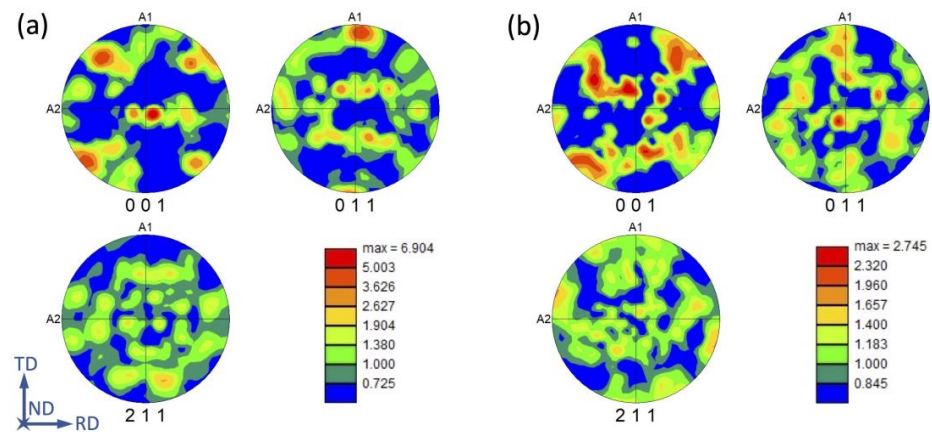 (a)
A1
A2
0 0 1
A1
A2
0 1 1
A1
A2
2 1 1
max = 6.904
5.003
3.626
2.627
1.904
1.380
1.000
0.725
TD
ND
RD
(b)
A1
A2
0 0 1
A1
A2
0 1 1
A1
A2
2 1 1
max = 2.745
2.320
1.960
1.657
1.400
1.183
1.000
0.845